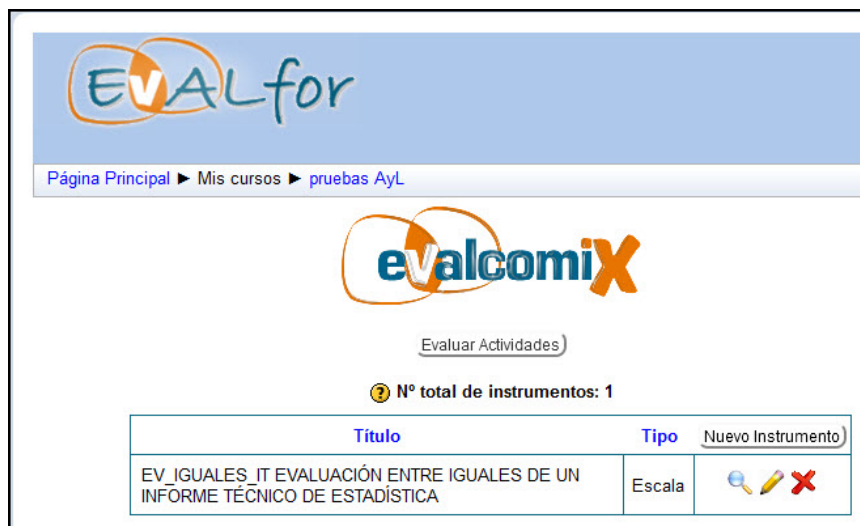 EVALfor
Página Principal ► Mis cursos ► pruebas AyL
evalcomix
Evaluar Actividades
? Nº total de instrumentos: 1
Título Tipo Nuevo Instrumento
EV_IGUALES_IT EVALUACIÓN ENTRE IGUALES DE UN
INFORME TÉCNICO DE ESTADÍSTICA
Escala